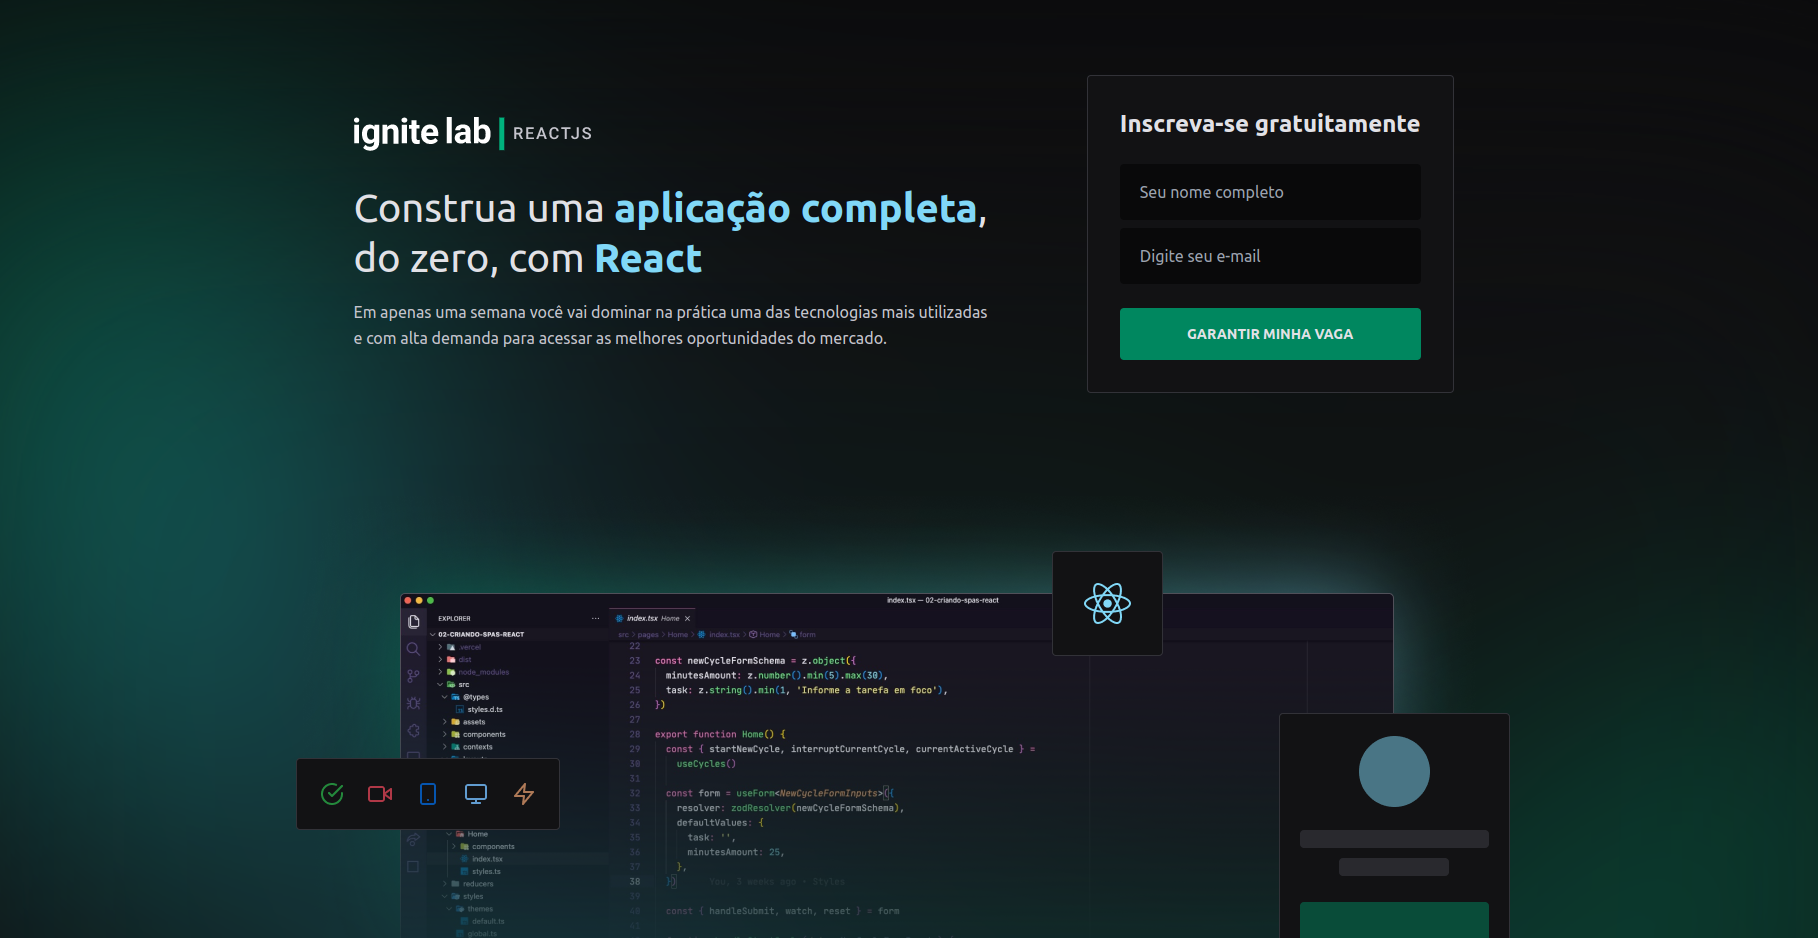 ignite lab | REACTJS
Construa uma aplicação completa,
do zero, com React
Em apenas uma semana você vai dominar na prática uma das tecnologias mais utilizadas
e com alta demanda para acessar as melhores oportunidades do mercado.
Inscreva-se gratuitamente
Seu nome completo
Digite seu e-mail
GARANTIR MINHA VAGA
index.tsx — 02-criando-spas-react
EXPLORER
02-CRIANDO-SPAS-REACT
.vercel
dist
node_modules
src
@types
styles.d.ts
assets
components
contexts
Home
components
index.tsx
styles.ts
reducers
styles
themes
default.ts
global.ts
index.tsx Home
src > pages > Home > index.tsx > Home > form
22
23 const newCycleFormSchema = z.object({
24 minutesAmount: z.number().min(5).max(30),
25 task: z.string().min(1, 'Informe a tarefa em foco'),
26 })
27
28 export function Home() {
29 const { startNewCycle, interruptCurrentCycle, currentActiveCycle } =
30 useCycles()
31
32 const form = useForm<NewCycleFormInputs>({
33 resolver: zodResolver(newCycleFormSchema),
34 defaultValues: {
35 task: '',
36 minutesAmount: 25,
37 },
38 }) You, 3 weeks ago • Styles
39
40 const { handleSubmit, watch, reset } = form
41